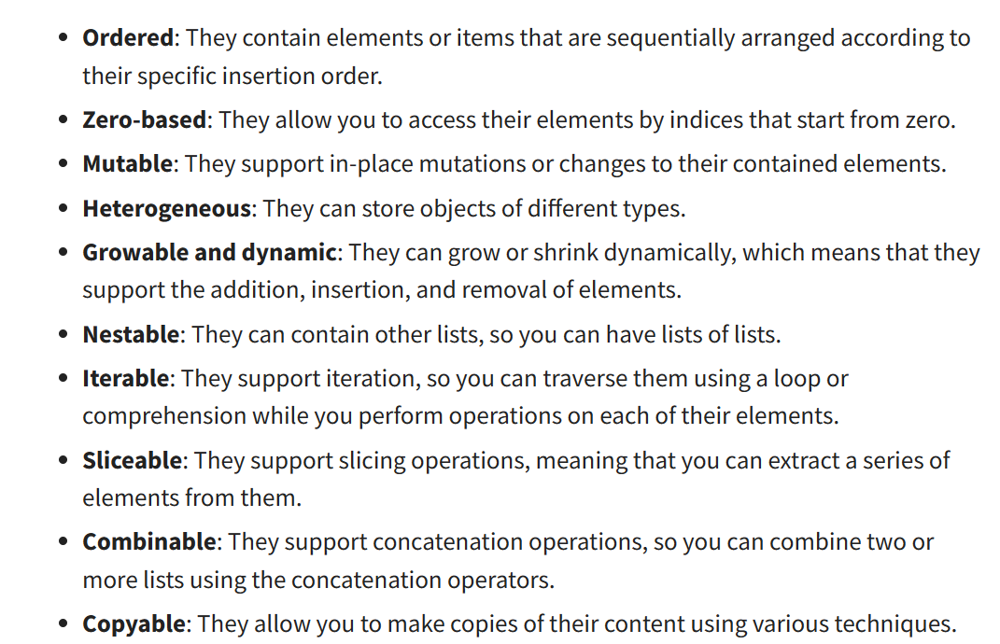 • Ordered: They contain elements or items that are sequentially arranged according to
their specific insertion order.
• Zero-based: They allow you to access their elements by indices that start from zero.
• Mutable: They support in-place mutations or changes to their contained elements.
• Heterogeneous: They can store objects of different types.
• Growable and dynamic: They can grow or shrink dynamically, which means that they
support the addition, insertion, and removal of elements.
• Nestable: They can contain other lists, so you can have lists of lists.
• Iterable: They support iteration, so you can traverse them using a loop or
comprehension while you perform operations on each of their elements.
• Sliceable: They support slicing operations, meaning that you can extract a series of
elements from them.
• Combinable: They support concatenation operations, so you can combine two or
more lists using the concatenation operators.
• Copyable: They allow you to make copies of their content using various techniques.